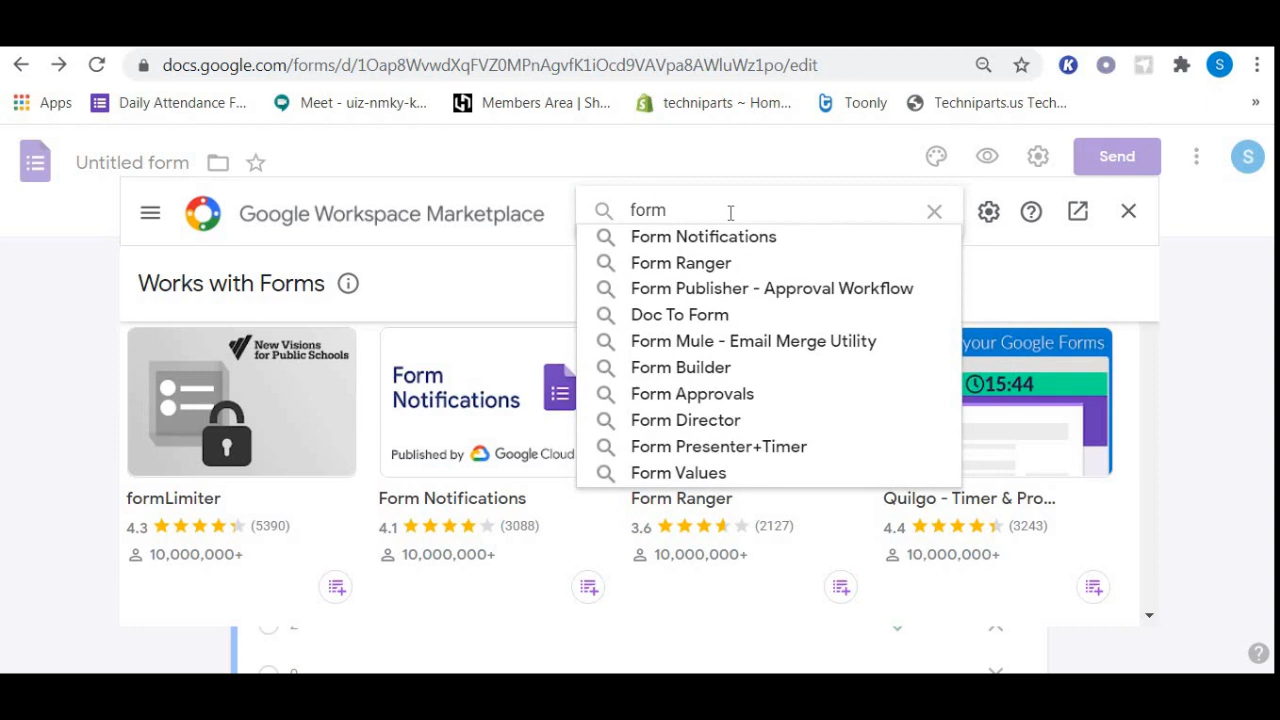 docs.google.com/forms/d/1Oap8WvwdXqFVZ0MPnAgvfK1iOcd9VAVpa8AWluWz1po/edit
S
Apps
Daily Attendance F...
Meet - uiz-nmky-k...
Members Area | Sh...
techniparts ~ Hom...
Toonly
Techniparts.us Tech...
Untitled form
Send
S
Google Workspace Marketplace
form
Works with Forms
Form Notifications
Form Ranger
Form Publisher - Approval Workflow
Doc To Form
Form Mule - Email Merge Utility
Form Builder
Form Approvals
Form Director
Form Presenter+Timer
Form Values
New Visions
for Public Schools
Form
Notifications
Published by Google Cloud
your Google Forms
15:44
formLimiter
Form Notifications
Form Ranger
Quilgo - Timer & Pro...
4.3 (5390)
4.1 (3088)
3.6 (2127)
4.4 (3243)
10,000,000+
10,000,000+
10,000,000+
10,000,000+